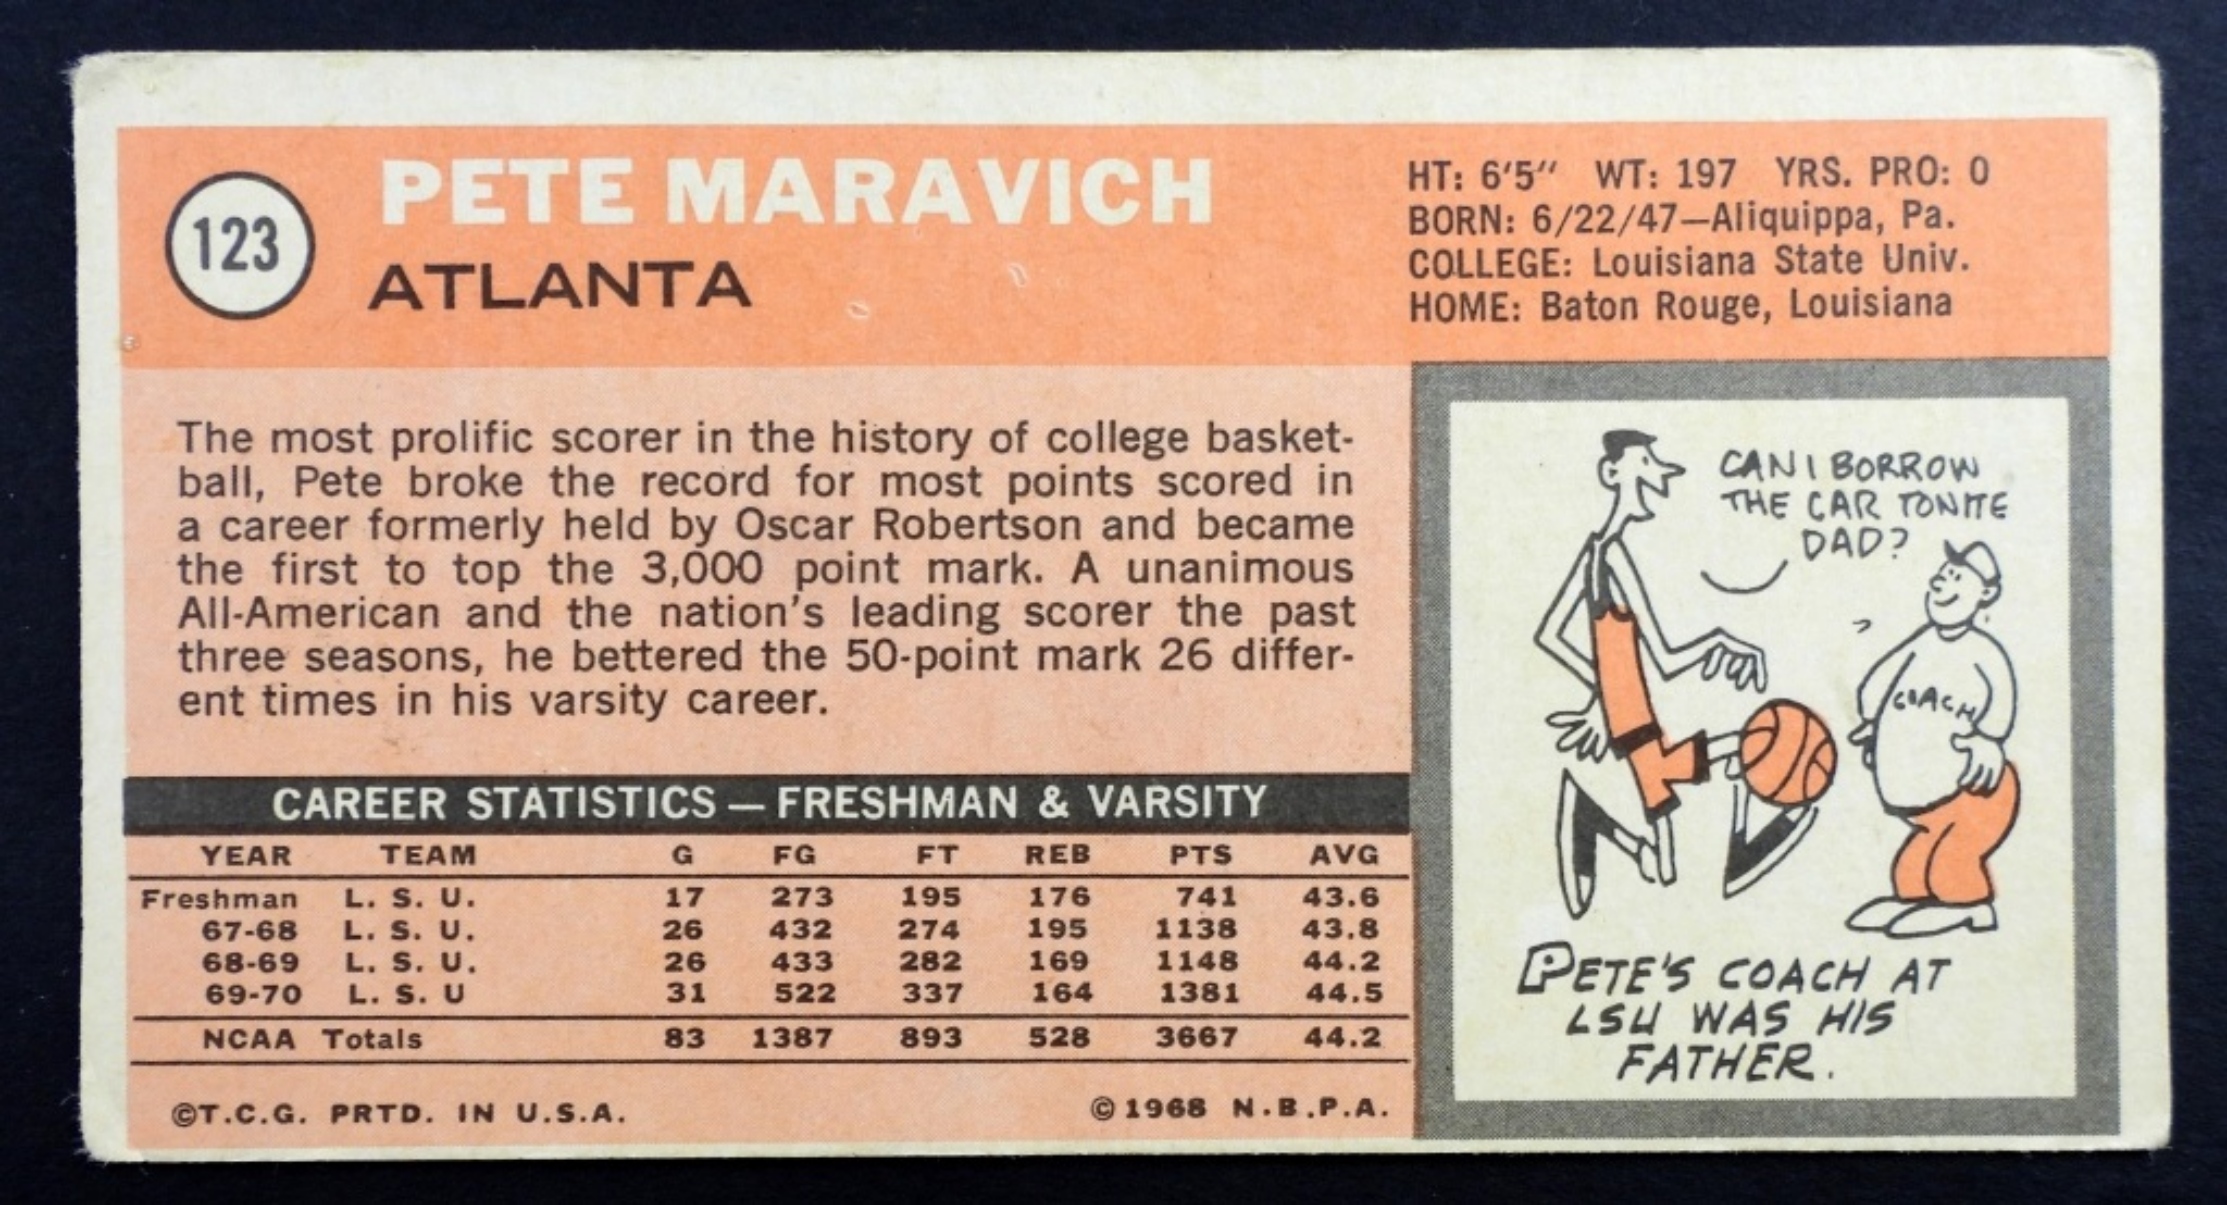 123
PETE MARAVICH
ATLANTA
HT: 6'5" WT: 197 YRS. PRO: 0
BORN: 6/22/47—Aliquippa, Pa.
COLLEGE: Louisiana State Univ.
HOME: Baton Rouge, Louisiana
The most prolific scorer in the history of college basket-
ball, Pete broke the record for most points scored in
a career formerly held by Oscar Robertson and became
the first to top the 3,000 point mark. A unanimous
All-American and the nation's leading scorer the past
three seasons, he bettered the 50-point mark 26 differ-
ent times in his varsity career.
CAREER STATISTICS — FRESHMAN & VARSITY
YEAR TEAM G FG FT REB PTS AVG
Freshman L. S. U. 17 273 195 176 741 43.6
67-68 L. S. U. 26 432 274 195 1138 43.8
68-69 L. S. U. 26 433 282 169 1148 44.2
69-70 L. S. U 31 522 337 164 1381 44.5
NCAA Totals 83 1387 893 528 3667 44.2
©T.C.G. PRTD. IN U.S.A.
© 1968 N.B.P.A.
CAN I BORROW
THE CAR TONITE
DAD?
COACH
PETE'S COACH AT
LSU WAS HIS
FATHER.